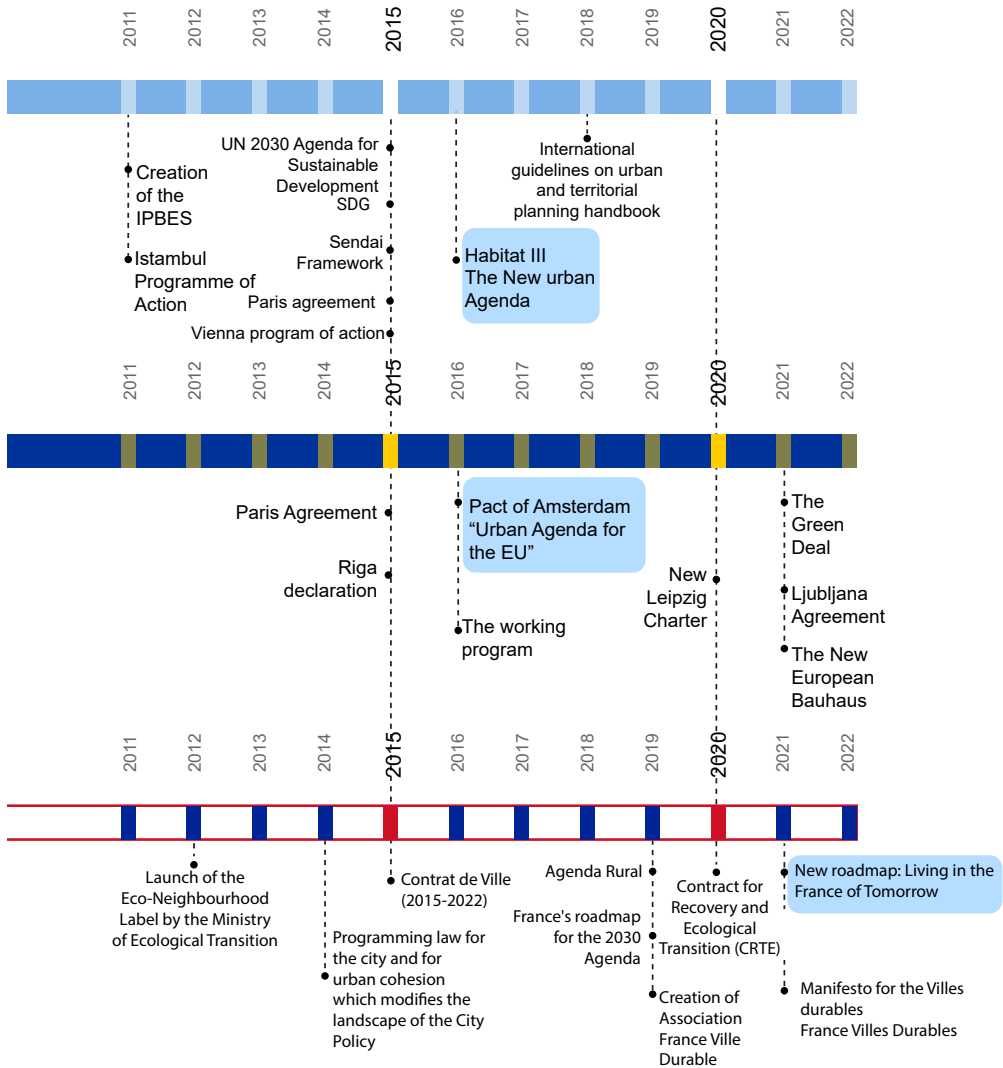 2011
2012
2013
2014
2015
2016
2017
2018
2019
2020
2021
2022
Creation
of the
IPBES
Istambul
Programme of
Action
UN 2030 Agenda for
Sustainable
Development
SDG
Sendai
Framework
Paris agreement
Vienna program of action
Habitat III
The New urban
Agenda
International
guidelines on urban
and territorial
planning handbook
2011
2012
2013
2014
2015
2016
2017
2018
2019
2020
2021
2022
Paris Agreement
Riga
declaration
Pact of Amsterdam
“Urban Agenda for
the EU”
The working
program
New
Leipzig
Charter
The
Green
Deal
Ljubljana
Agreement
The New
European
Bauhaus
2011
2012
2013
2014
2015
2016
2017
2018
2019
2020
2021
2022
Launch of the
Eco-Neighbourhood
Label by the Ministry
of Ecological Transition
Programming law for
the city and for
urban cohesion
which modifies the
landscape of the City
Policy
Contrat de Ville
(2015-2022)
Agenda Rural
France's roadmap
for the 2030
Agenda
Creation of
Association
France Ville
Durable
Contract for
Recovery and
Ecological
Transition (CRTE)
New roadmap: Living in the
France of Tomorrow
Manifesto for the Villes
durables
France Villes Durables